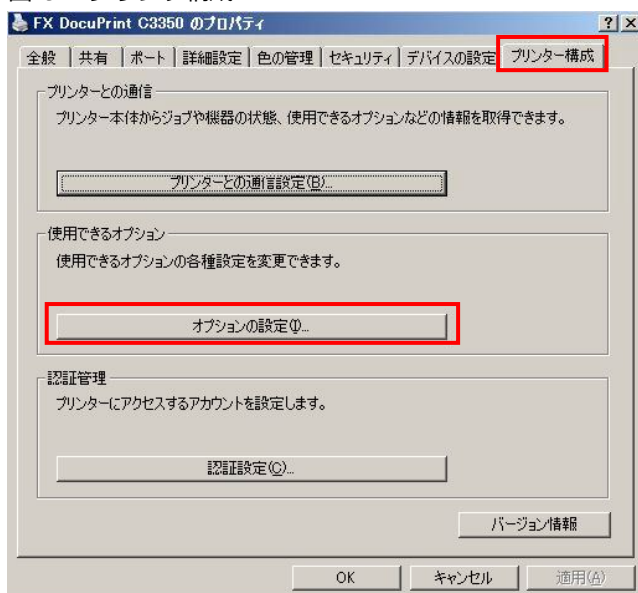 FX DocuPrint C3350 のプロパティ
全般 共有 ポート 詳細設定 色の管理 セキュリティ デバイスの設定 プリンター構成
プリンターとの通信
プリンター本体からジョブや機器の状態、使用できるオプションなどの情報を取得できます。
プリンターとの通信設定(B)...
使用できるオプション
使用できるオプションの各種設定を変更できます。
オプションの設定(I)...
認証管理
プリンターにアクセスするアカウントを設定します。
認証設定(C)...
バージョン情報
OK キャンセル 適用(A)